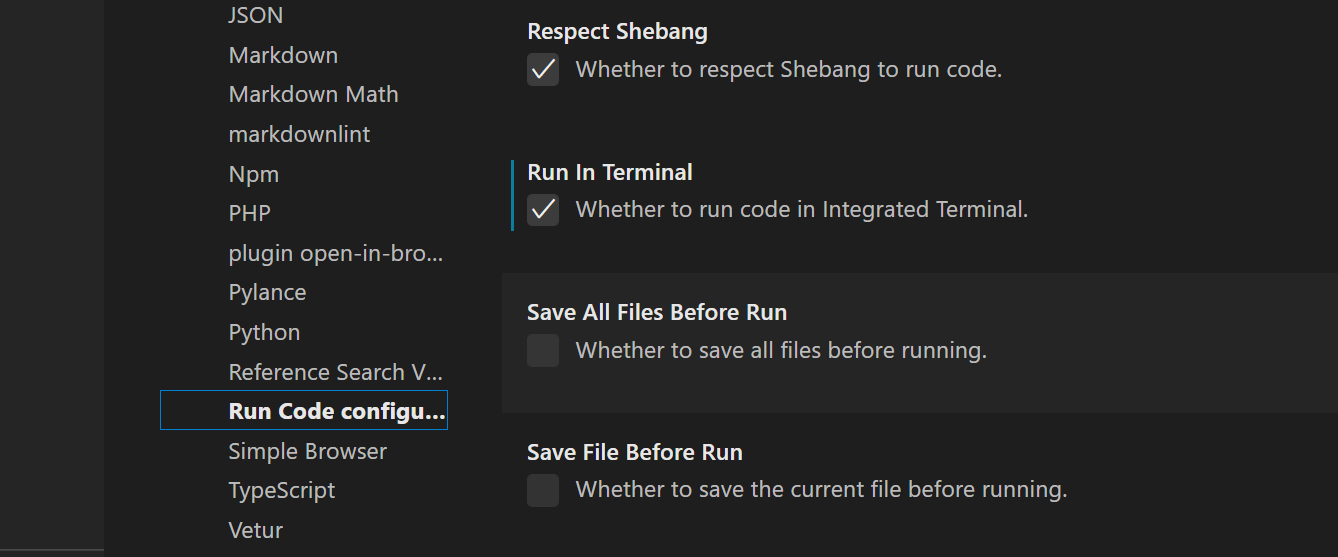 JSON
Markdown
Markdown Math
markdownlint
Npm
PHP
plugin open-in-bro...
Pylance
Python
Reference Search V...
Run Code configu...
Simple Browser
TypeScript
Vetur
Respect Shebang
Whether to respect Shebang to run code.
Run In Terminal
Whether to run code in Integrated Terminal.
Save All Files Before Run
Whether to save all files before running.
Save File Before Run
Whether to save the current file before running.